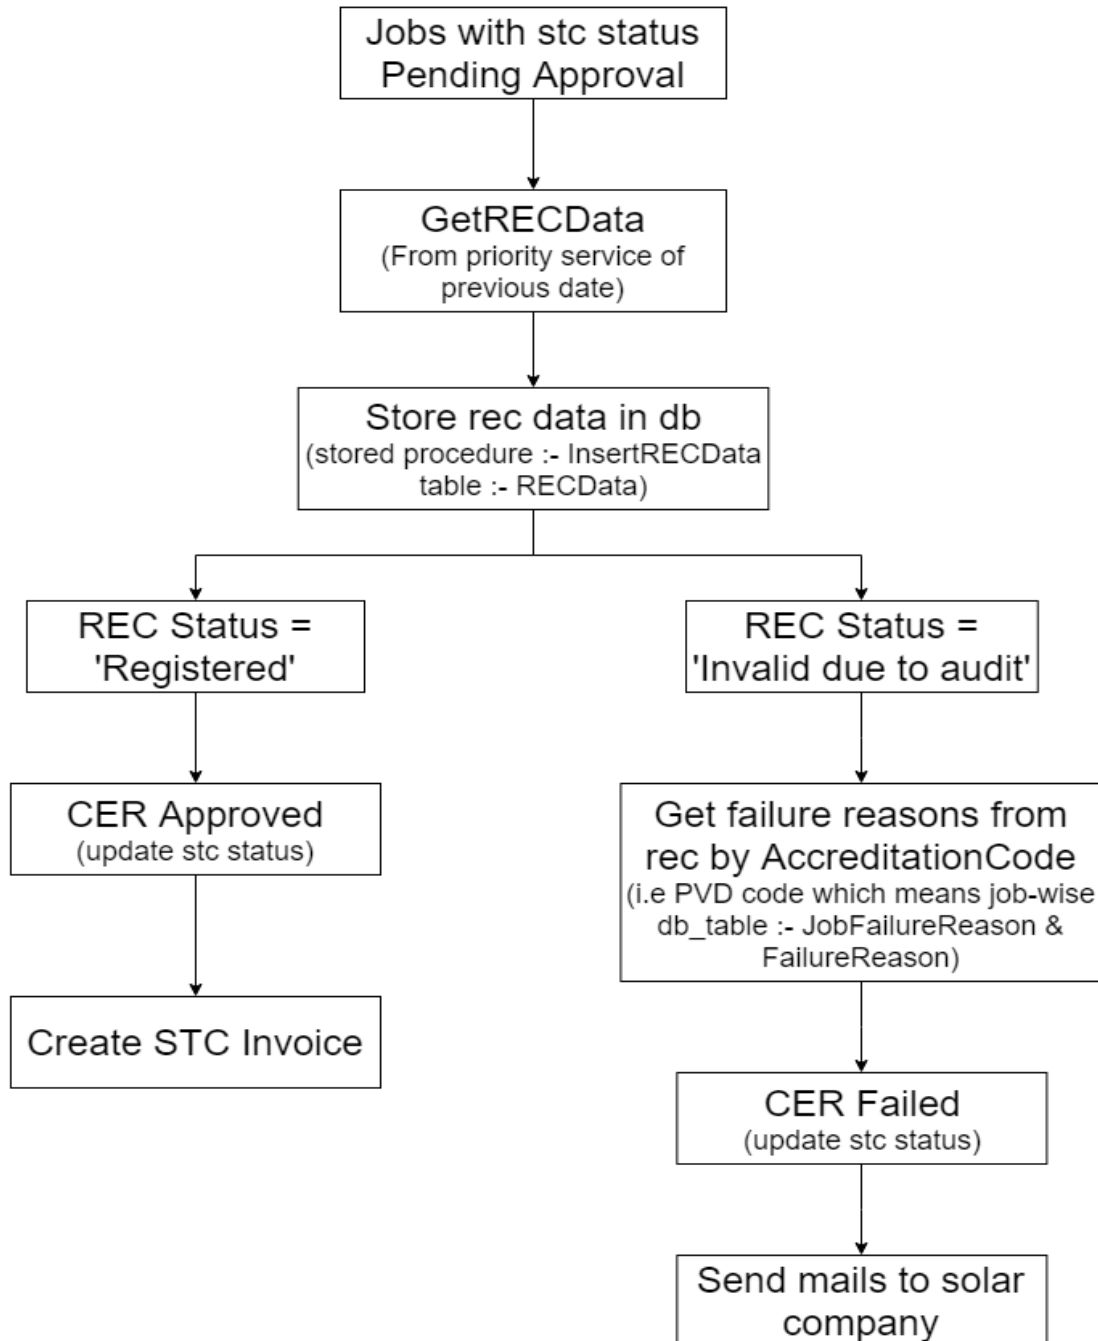 Jobs with stc status
Pending Approval
GetRECData
(From priority service of
previous date)
Store rec data in db
(stored procedure :- InsertRECData
table :- RECData)
REC Status =
'Registered'
REC Status =
'Invalid due to audit'
CER Approved
(update stc status)
Get failure reasons from
rec by AccreditationCode
(i.e PVD code which means job-wise
db_table :- JobFailureReason &
FailureReason)
Create STC Invoice
CER Failed
(update stc status)
Send mails to solar
company